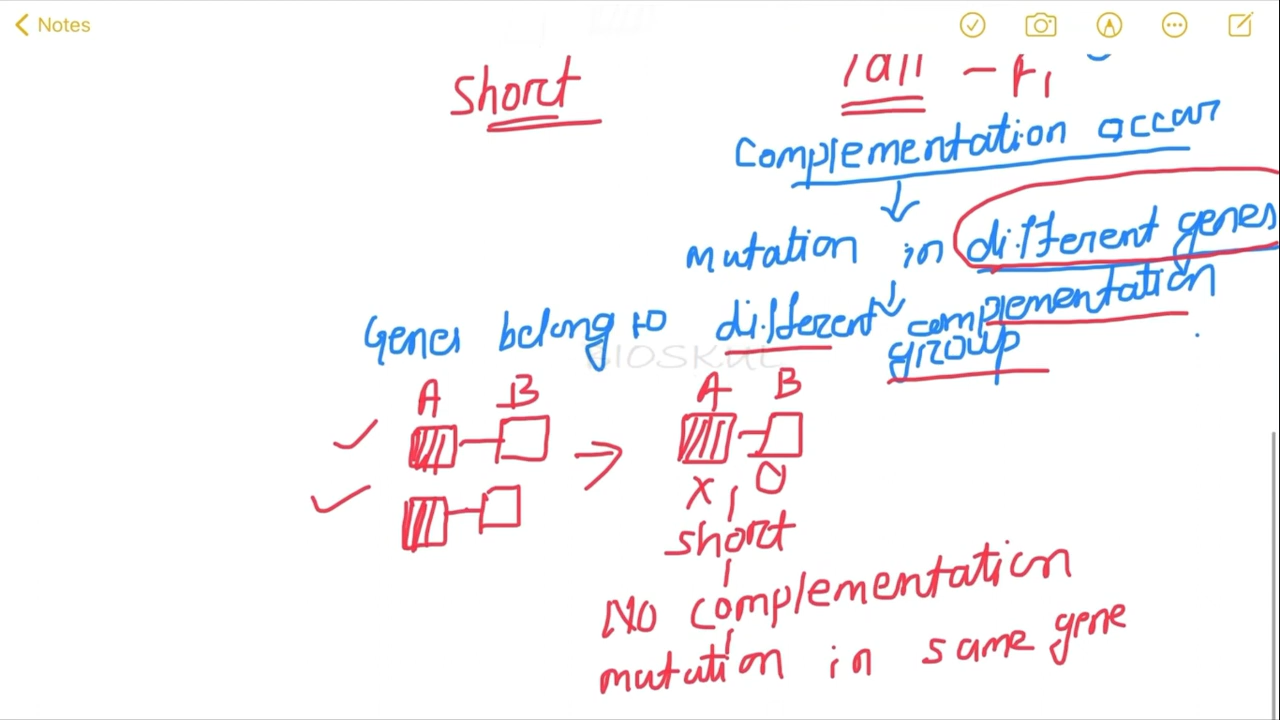 Notes
Short
Tall - F1
Complementation occur
mutation in different genes
Genes belong to different complementation
group
BIOSKUL
A B A B
X O
short
No complementation
mutation in same gene